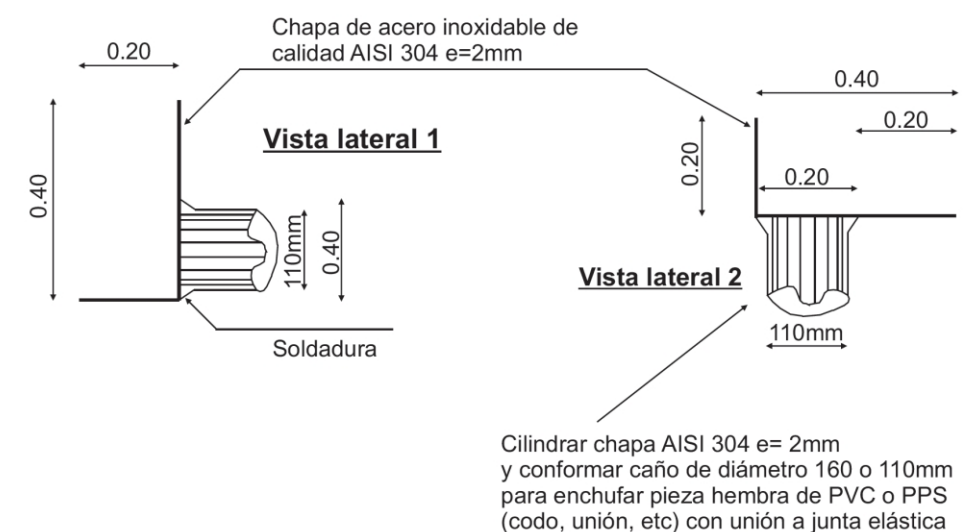 Chapa de acero inoxidable de
calidad AISI 304 e=2mm
0.20
0.40
Vista lateral 1
110mm
0.40
Soldadura
0.40
0.20
0.20
0.20
Vista lateral 2
110mm
Cilindrar chapa AISI 304 e= 2mm
y conformar caño de diámetro 160 o 110mm
para enchufar pieza hembra de PVC o PPS
(codo, unión, etc) con unión a junta elástica